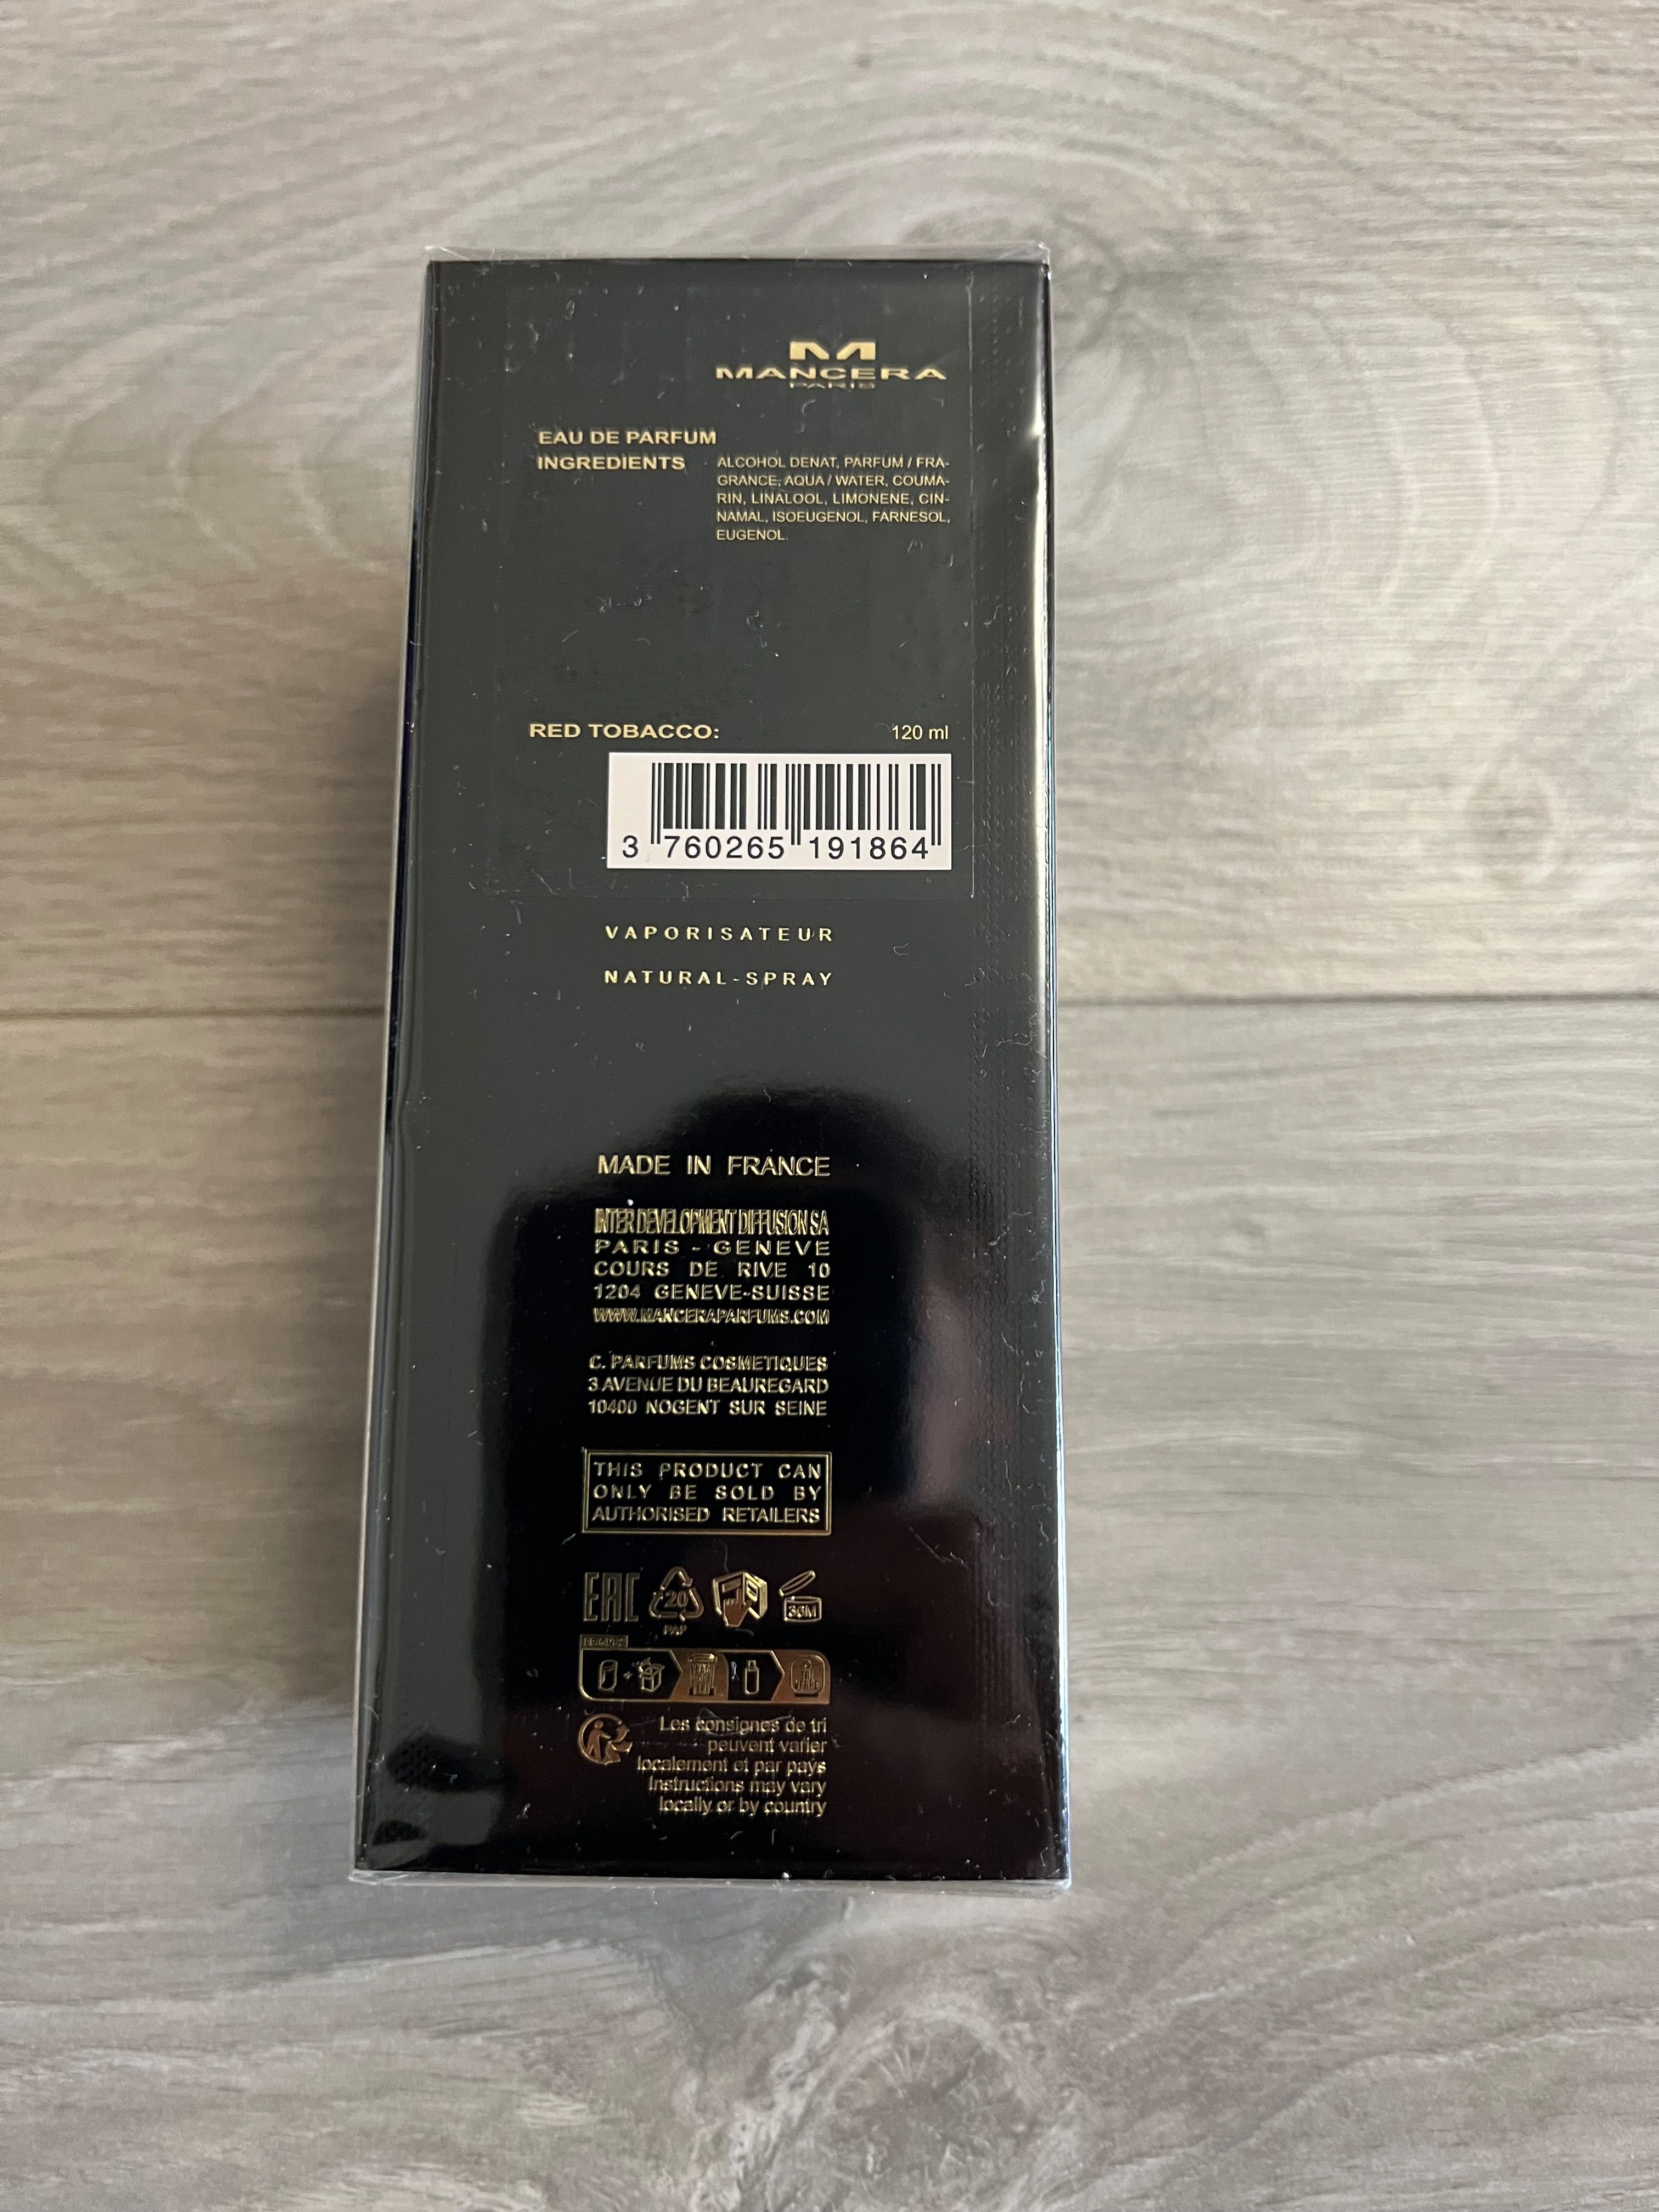 M
MANCERA
PARIS
EAU DE PARFUM
INGREDIENTS
ALCOHOL DENAT, PARFUM / FRA-
GRANCE, AQUA / WATER, COUMA-
RIN, LINALOOL, LIMONENE, CIN-
NAMAL, ISOEUGENOL, FARNESOL,
EUGENOL.
RED TOBACCO: 120 ml
3 760265 191864
VAPORISATEUR
NATURAL-SPRAY
MADE IN FRANCE
INTER DEVELOPMENT DIFFUSION SA
PARIS - GENEVE
COURS DE RIVE 10
1204 GENEVE-SUISSE
WWW.MANCERAPARFUMS.COM
C. PARFUMS COSMETIQUES
3 AVENUE DU BEAUREGARD
10400 NOGENT SUR SEINE
THIS PRODUCT CAN
ONLY BE SOLD BY
AUTHORISED RETAILERS
EAC 20 36M
PAP
Les consignes de tri
peuvent varier
localement et par pays
Instructions may vary
locally or by country